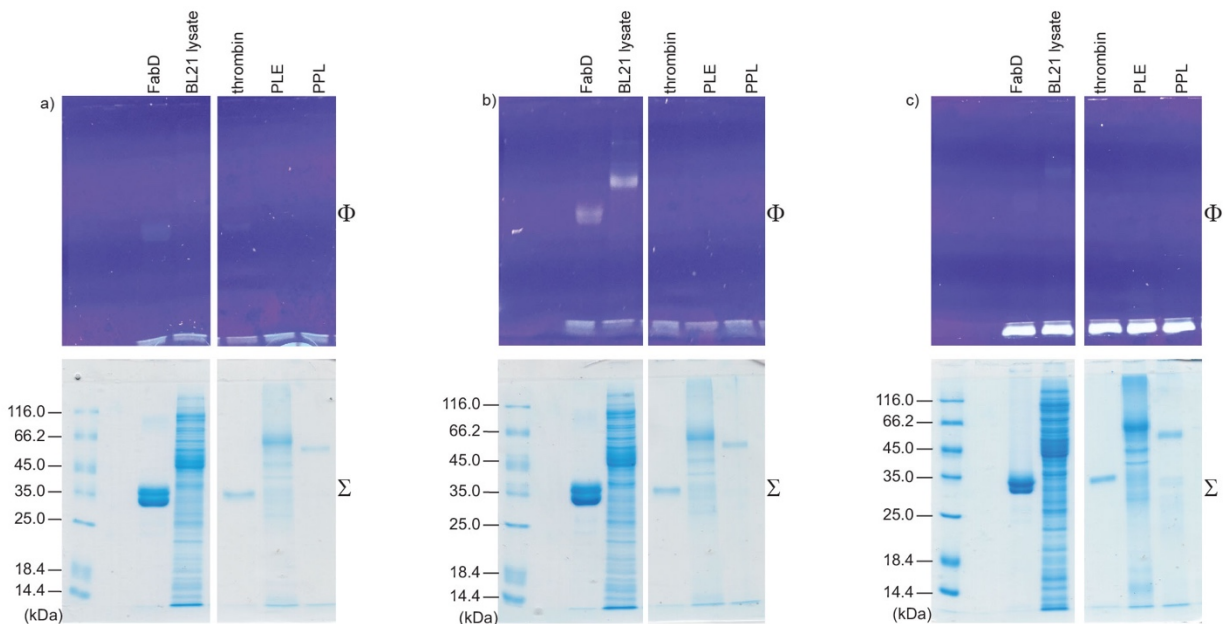 a)
FabD
BL21 lysate
thrombin
PLE
PPL
Φ
116.0
66.2
45.0
35.0
25.0
18.4
14.4
(kDa)
Σ
b)
FabD
BL21 lysate
thrombin
PLE
PPL
Φ
116.0
66.2
45.0
35.0
25.0
18.4
14.4
(kDa)
Σ
c)
FabD
BL21 lysate
thrombin
PLE
PPL
Φ
116.0
66.2
45.0
35.0
25.0
18.4
14.4
(kDa)
Σ